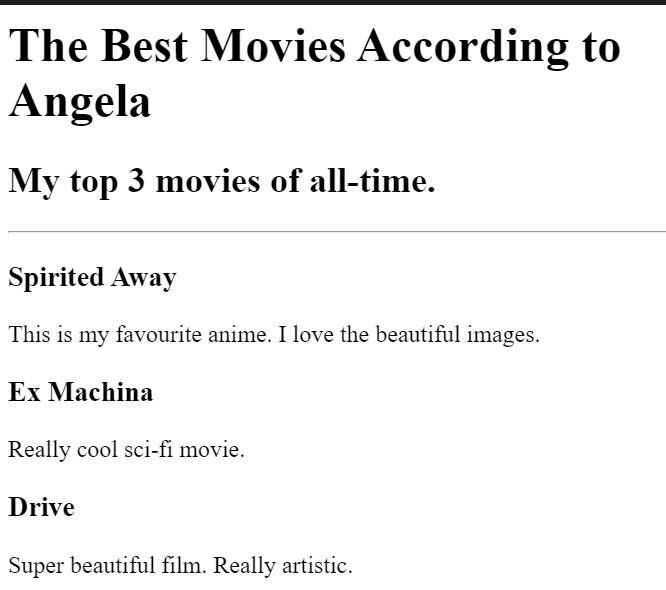 The Best Movies According to
Angela
My top 3 movies of all-time.
Spirited Away
This is my favourite anime. I love the beautiful images.
Ex Machina
Really cool sci-fi movie.
Drive
Super beautiful film. Really artistic.